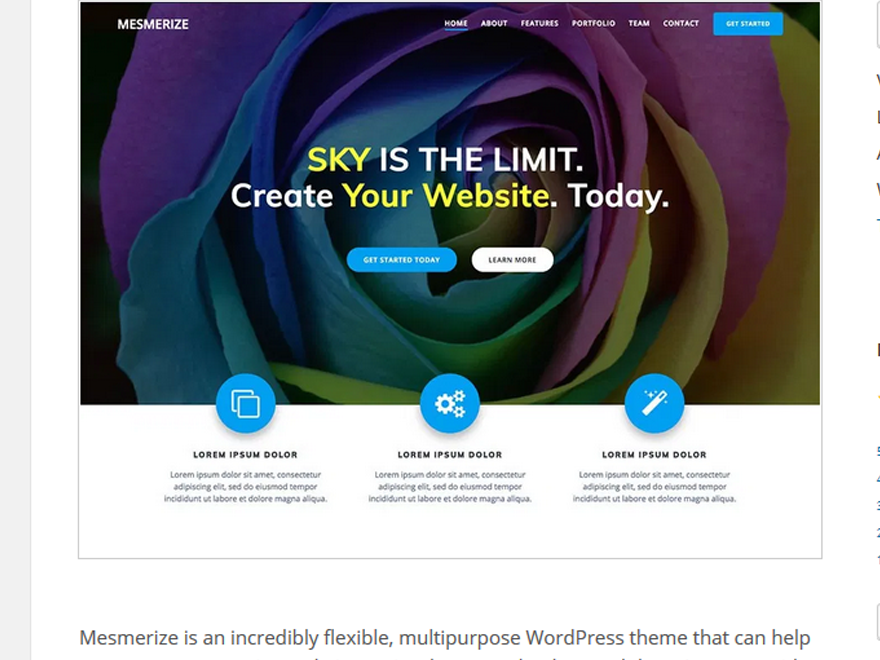 MESMERIZE
HOME ABOUT FEATURES PORTFOLIO TEAM CONTACT GET STARTED
SKY IS THE LIMIT.
Create Your Website. Today.
GET STARTED TODAY LEARN MORE
LOREM IPSUM DOLOR
Lorem ipsum dolor sit amet, consectetur
adipiscing elit, sed do eiusmod tempor
incididunt ut labore et dolore magna aliqua.
LOREM IPSUM DOLOR
Lorem ipsum dolor sit amet, consectetur
adipiscing elit, sed do eiusmod tempor
incididunt ut labore et dolore magna aliqua.
LOREM IPSUM DOLOR
Lorem ipsum dolor sit amet, consectetur
adipiscing elit, sed do eiusmod tempor
incididunt ut labore et dolore magna aliqua.
Mesmerize is an incredibly flexible, multipurpose WordPress theme that can help